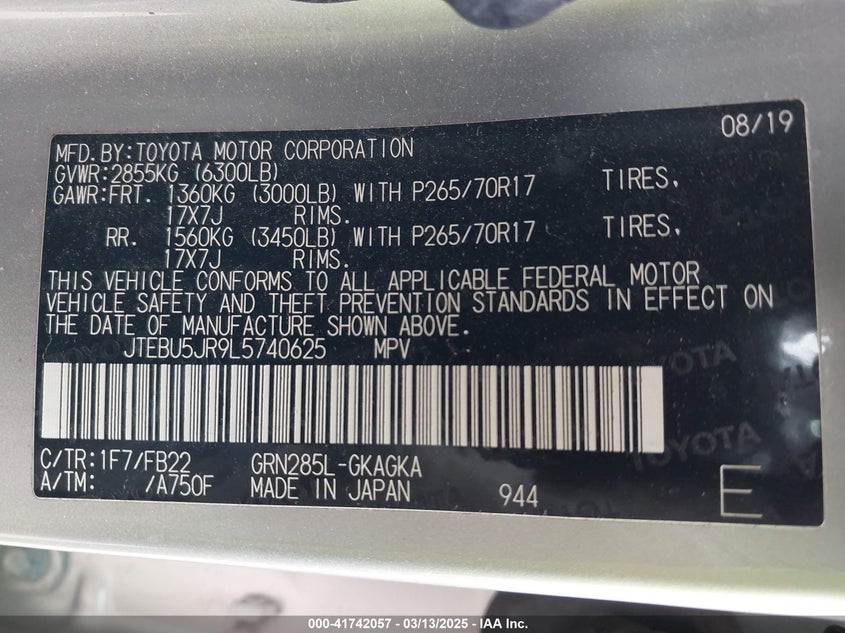 08/19
MFD.BY:TOYOTA MOTOR CORPORATION
GVWR:2855KG (6300LB)
GAWR:FRT. 1360KG (3000LB) WITH P265/70R17 TIRES,
17X7J RIMS.
RR. 1560KG (3450LB) WITH P265/70R17 TIRES,
17X7J RIMS.
THIS VEHICLE CONFORMS TO ALL APPLICABLE FEDERAL MOTOR
VEHICLE SAFETY AND THEFT PREVENTION STANDARDS IN EFFECT ON
THE DATE OF MANUFACTURE SHOWN ABOVE.
JTEBU5JR9L5740625 MPV
C/TR:1F7/FB22 GRN285L-GKAGKA
A/TM: /A750F MADE IN JAPAN 944 E
TOYOTA
TOYOTA
000-41742057 - 03/13/2025 - IAA Inc.